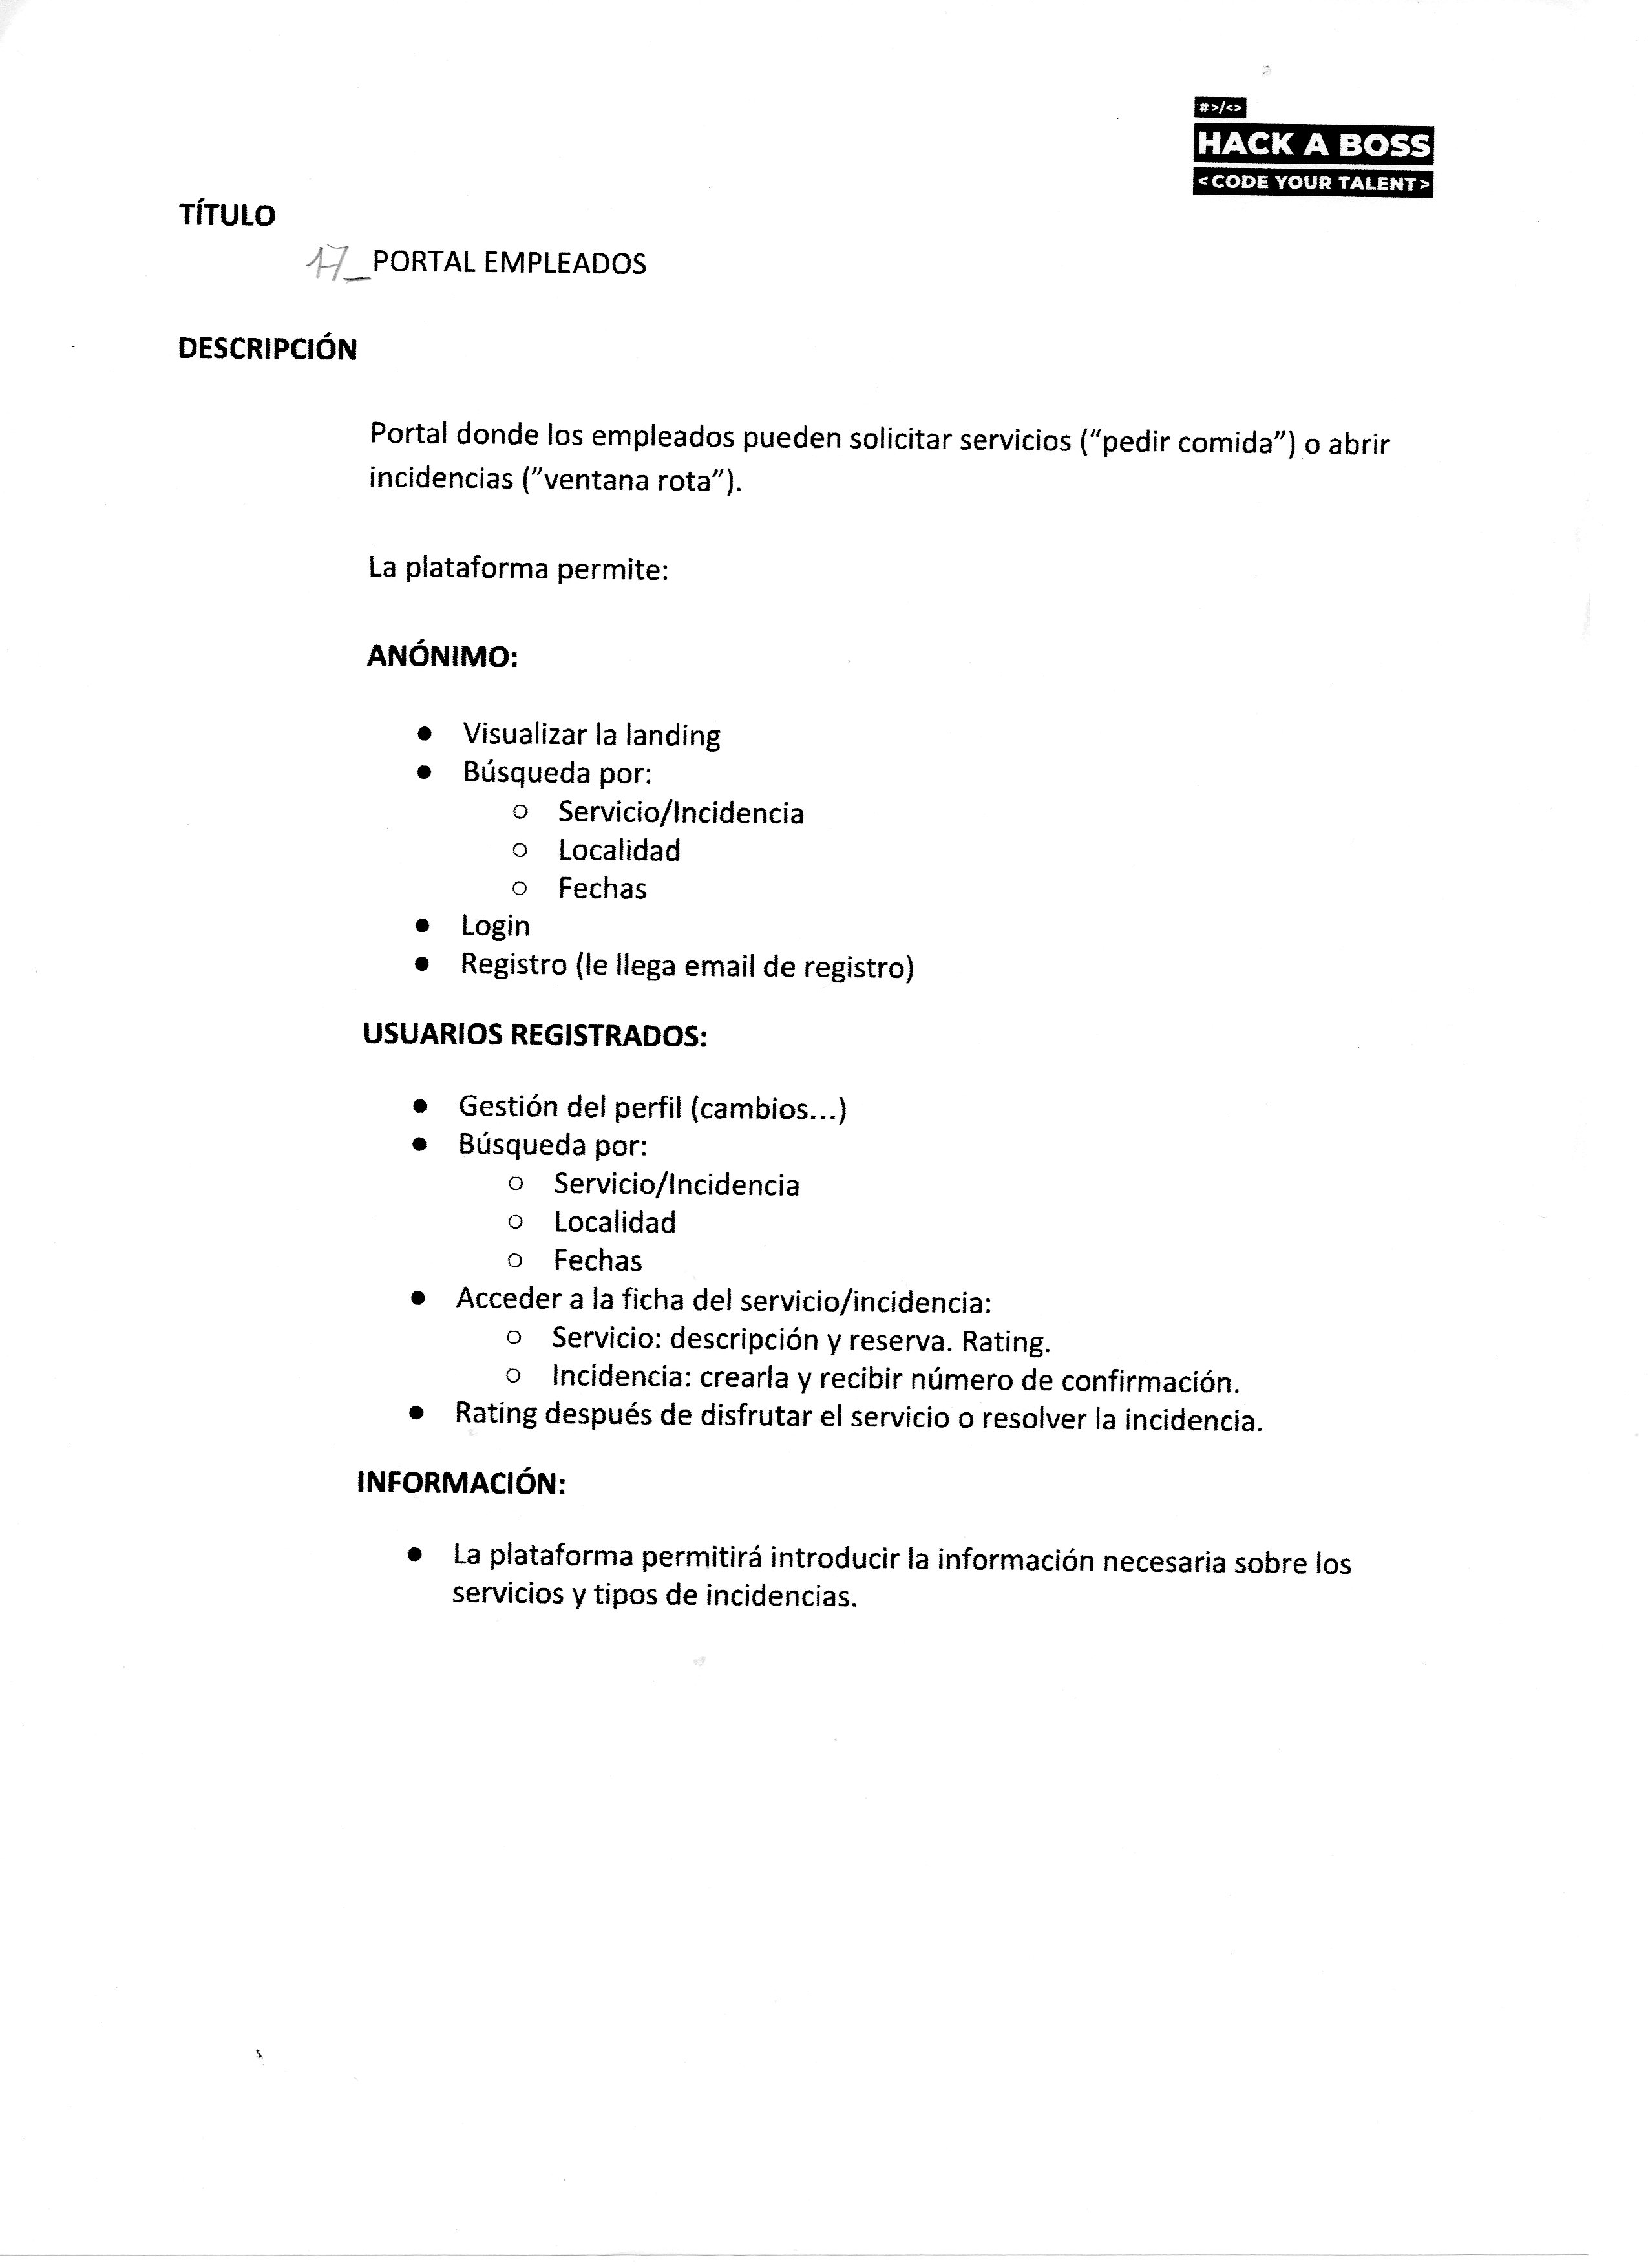 #>/<>
HACK A BOSS
<CODE YOUR TALENT>
TÍTULO
17_PORTAL EMPLEADOS
DESCRIPCIÓN
Portal donde los empleados pueden solicitar servicios (“pedir comida”) o abrir
incidencias (”ventana rota”).
La plataforma permite:
ANÓNIMO:
● Visualizar la landing
● Búsqueda por:
○ Servicio/Incidencia
○ Localidad
○ Fechas
● Login
● Registro (le llega email de registro)
USUARIOS REGISTRADOS:
● Gestión del perfil (cambios...)
● Búsqueda por:
○ Servicio/Incidencia
○ Localidad
○ Fechas
● Acceder a la ficha del servicio/incidencia:
○ Servicio: descripción y reserva. Rating.
○ Incidencia: crearla y recibir número de confirmación.
● Rating después de disfrutar el servicio o resolver la incidencia.
INFORMACIÓN:
● La plataforma permitirá introducir la información necesaria sobre los
servicios y tipos de incidencias.